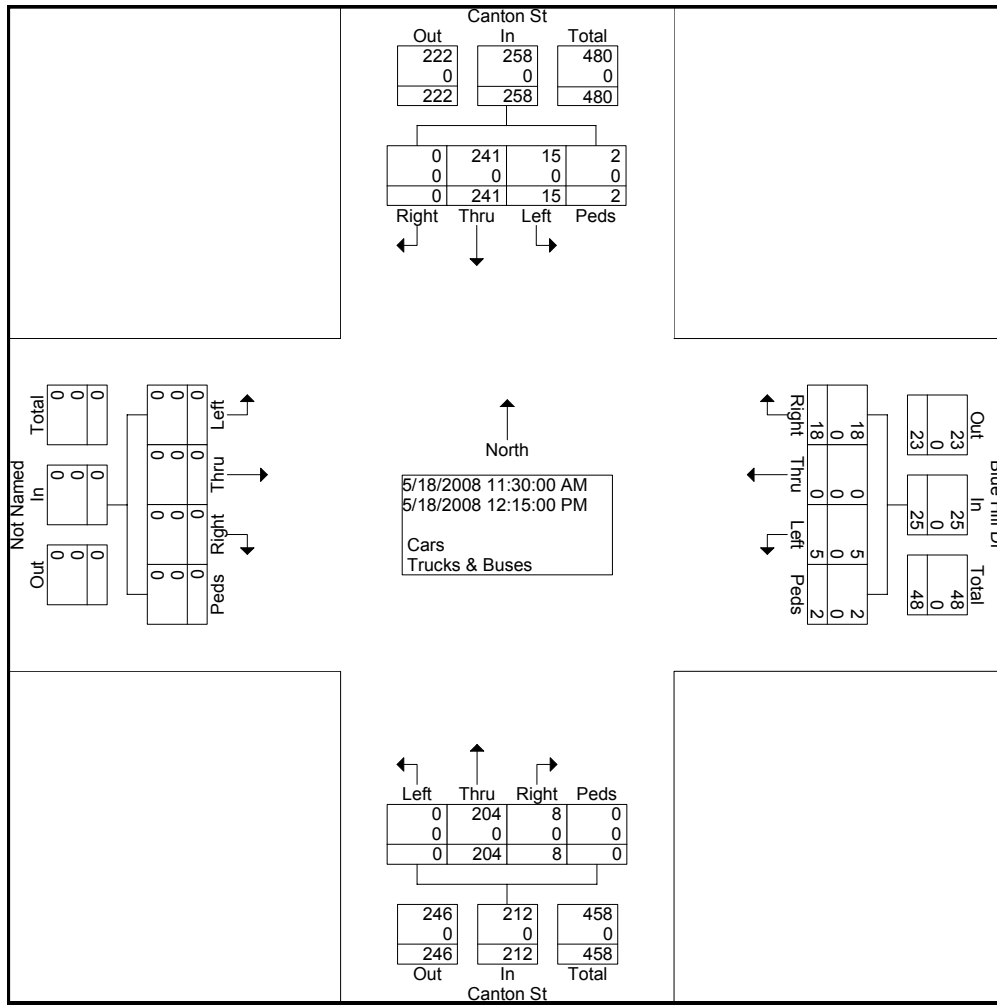 Canton St
Out In Total
222 258 480
0 0 0
222 258 480
0 241 15 2
0 0 0 0
0 241 15 2
Right Thru Left Peds
Not Named
Total In Out
0 0 0
0 0 0
0 0 0
Left Thru Right Peds
0 0 0 0
0 0 0 0
0 0 0 0
North
5/18/2008 11:30:00 AM
5/18/2008 12:15:00 PM
Cars
Trucks & Buses
Right Thru Left Peds
18 0 5 2
0 0 0 0
18 0 5 2
Out In Total
23 25 48
0 0 0
23 25 48
Blue Hill Dr
Left Thru Right Peds
0 204 8 0
0 0 0 0
0 204 8 0
246 212 458
0 0 0
246 212 458
Out In Total
Canton St